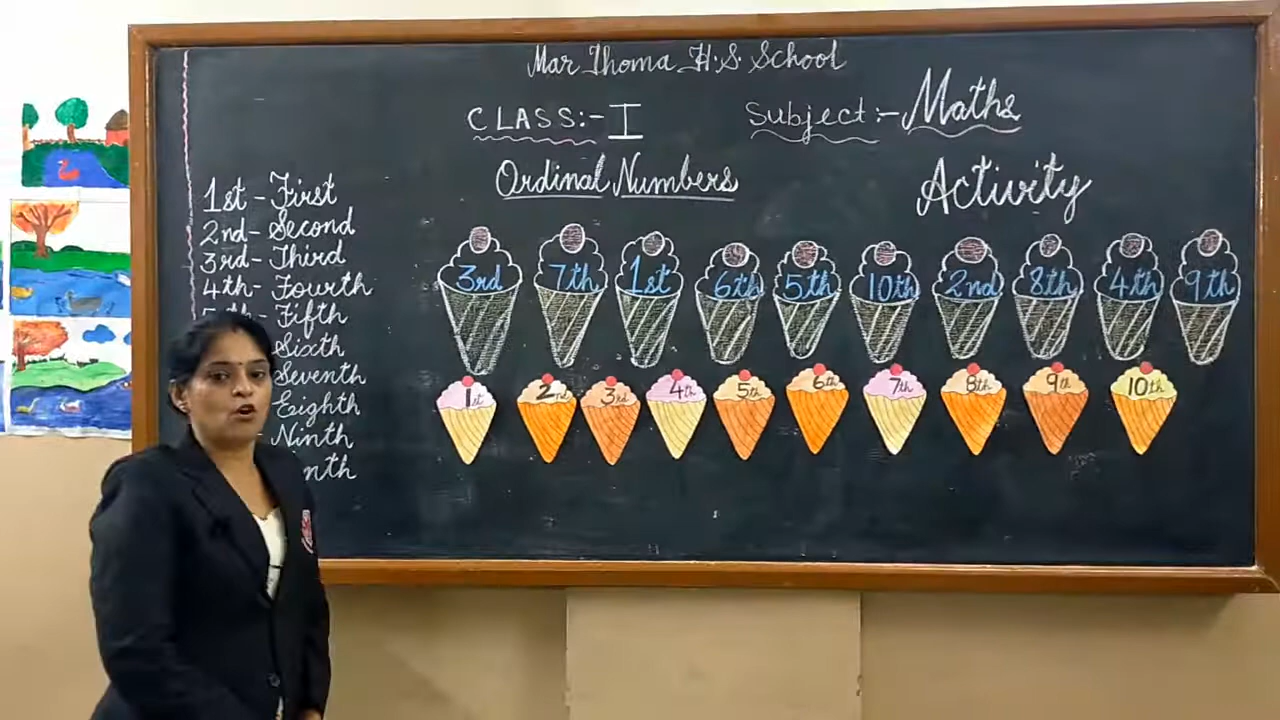 Mar Thoma H.S. School
CLASS:- I Subject:- Maths
Ordinal Numbers Activity
1st - First
2nd - Second
3rd - Third
4th - Fourth
5th - Fifth
Sixth
Seventh
Eighth
- Ninth
nth
3rd 7th 1st 6th 5th 10th 2nd 8th 4th 9th
1st 2nd 3rd 4th 5th 6th 7th 8th 9th 10th